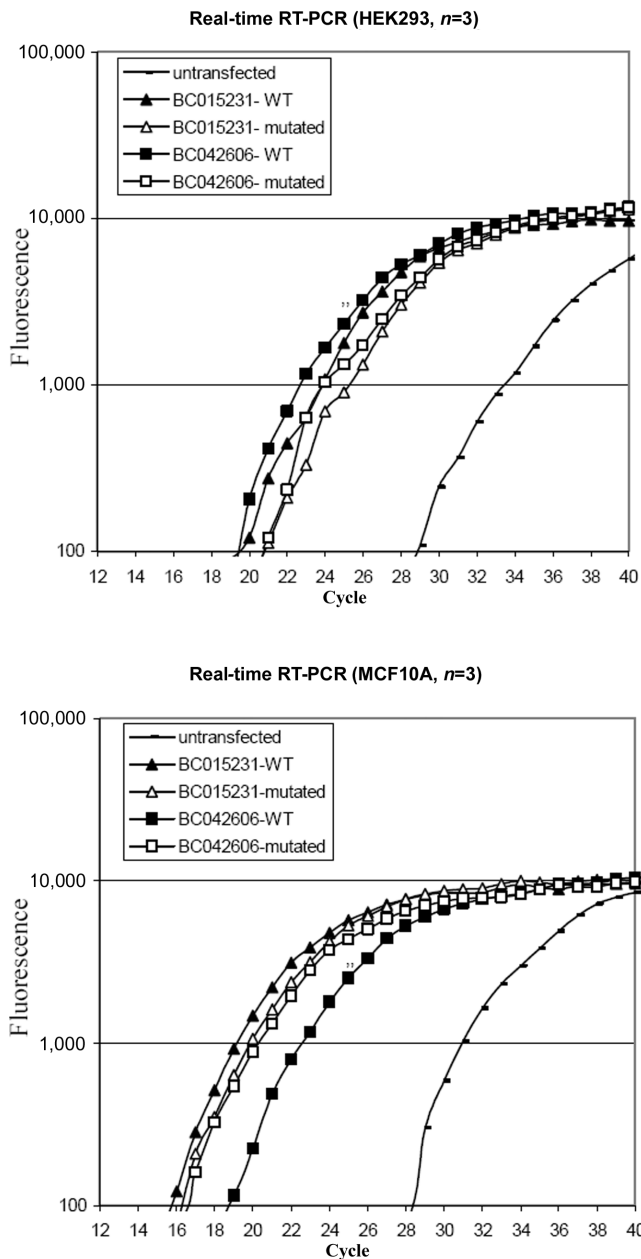 Real-time RT-PCR (HEK293, n=3)
100,000
untransfected
BC015231- WT
BC015231- mutated
BC042606- WT
BC042606- mutated
10,000
Fluorescence
”
1,000
100
12 14 16 18 20 22 24 26 28 30 32 34 36 38 40
Cycle
Real-time RT-PCR (MCF10A, n=3)
100,000
untransfected
BC015231-WT
BC015231-mutated
BC042606-WT
BC042606-mutated
10,000
Fluorescence
”
1,000
100
12 14 16 18 20 22 24 26 28 30 32 34 36 38 40
Cycle